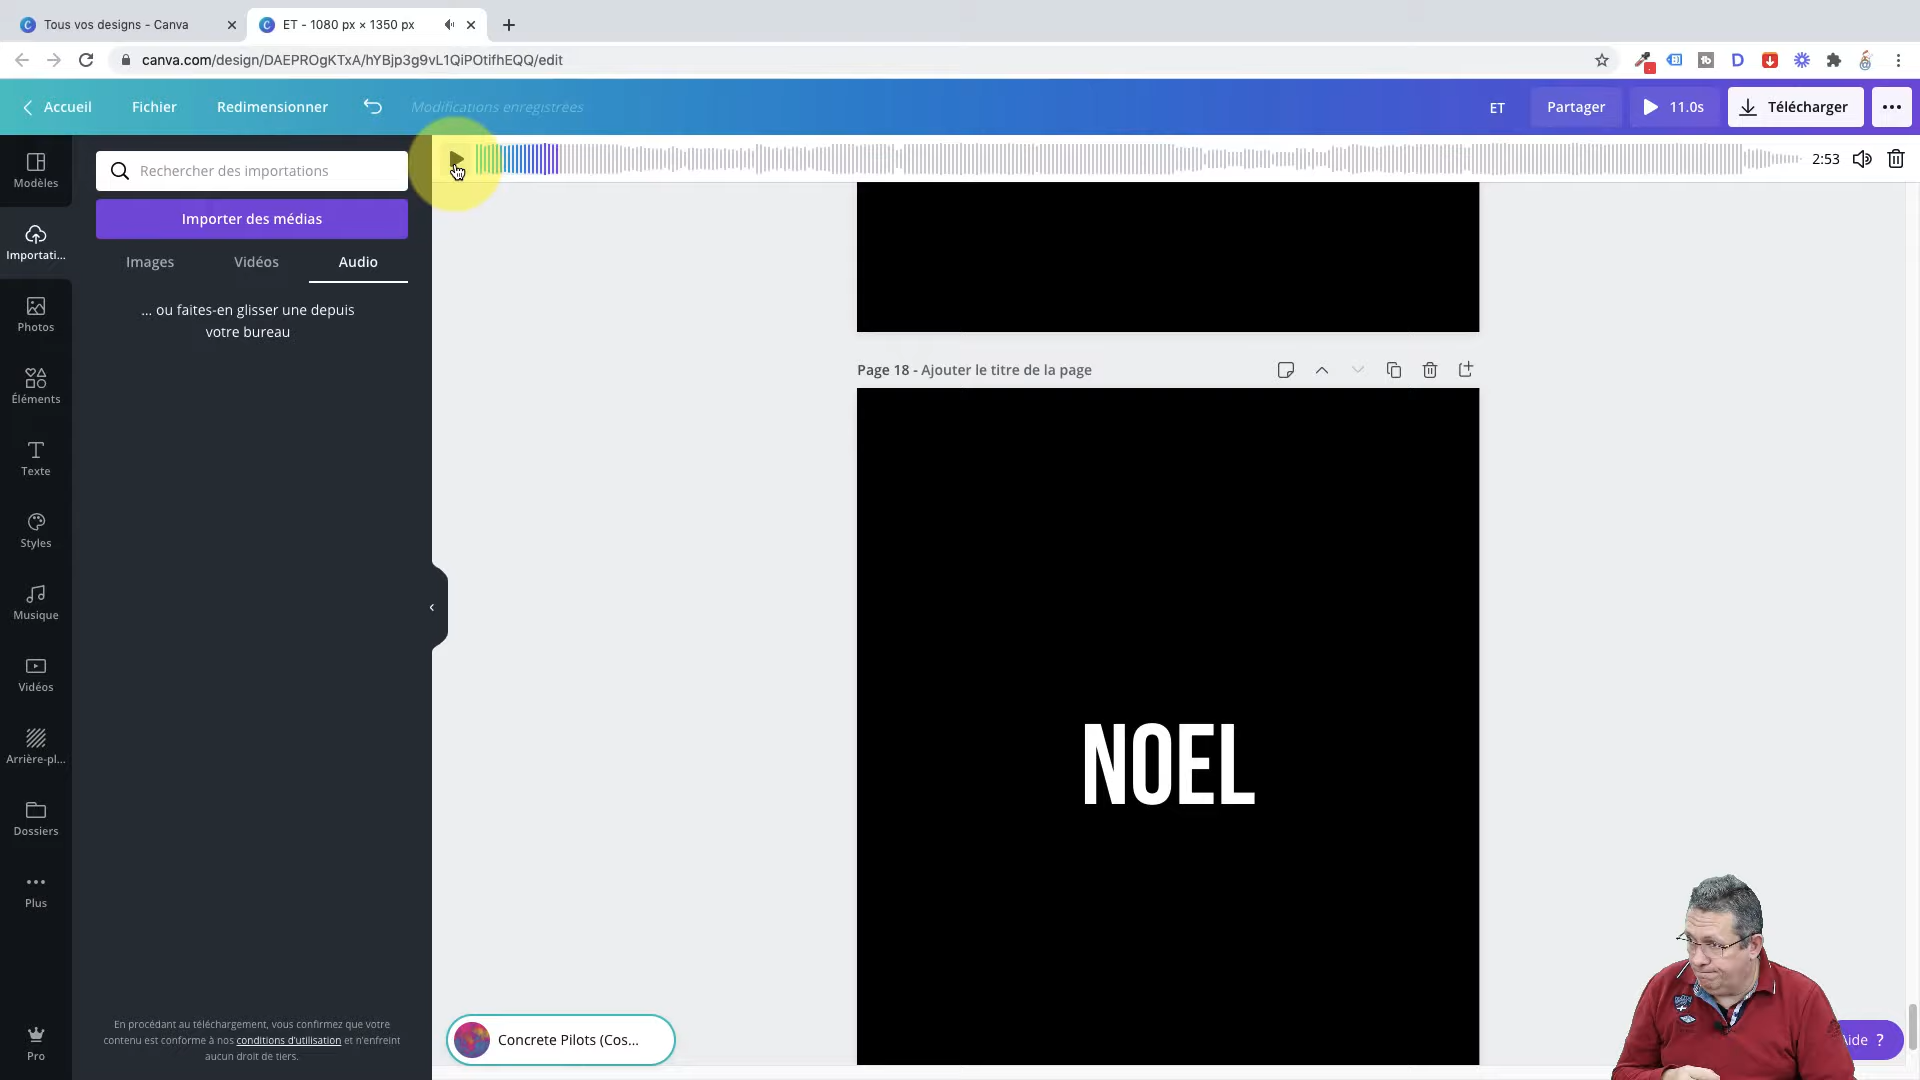 Tous vos designs - Canva
ET - 1080 px × 1350 px
canva.com/design/DAEPROgKTxA/hYBjp3g9vL1QiPOtifhEQQ/edit
Accueil
Fichier
Redimensionner
Modifications enregistrées
ET
Partager
11.0s
Télécharger
Modèles
Rechercher des importations
2:53
Importer des médias
Importati...
Images
Vidéos
Audio
... ou faites-en glisser une depuis
votre bureau
Photos
Page 18 - Ajouter le titre de la page
Éléments
Texte
Styles
Musique
Vidéos
Arrière-pl...
NOEL
Dossiers
Plus
En procédant au téléchargement, vous confirmez que votre
contenu est conforme à nos conditions d'utilisation et n'enfreint
aucun droit de tiers.
Pro
Concrete Pilots (Cos...
Aide ?